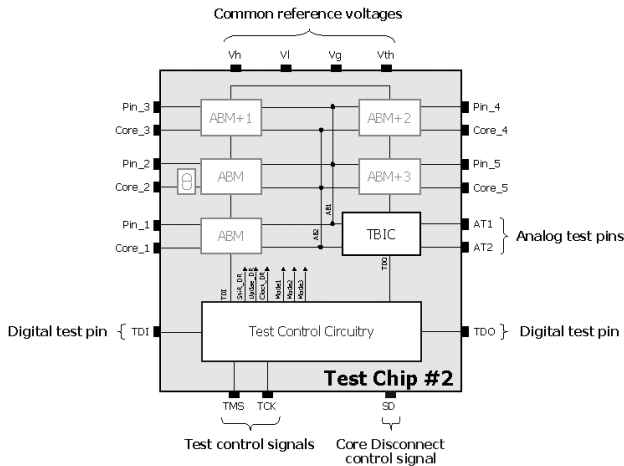 Common reference voltages
Vh Vl Vg Vth
Pin_3 ABM+1 ABM+2 Pin_4
Core_3 Core_4
Pin_2 ABM ABM+3 Pin_5
Core_2 Core_5
AB1
Pin_1 ABM AB2 TBIC AT1
Core_1 AT2
Analog test pins
TDI Shift_DR Update_DR Clock_DR Mode1 Mode2 Mode3 TDO
Digital test pin TDI Test Control Circuitry TDO Digital test pin
Test Chip #2
TMS TCK SD
Test control signals Core Disconnect
control signal